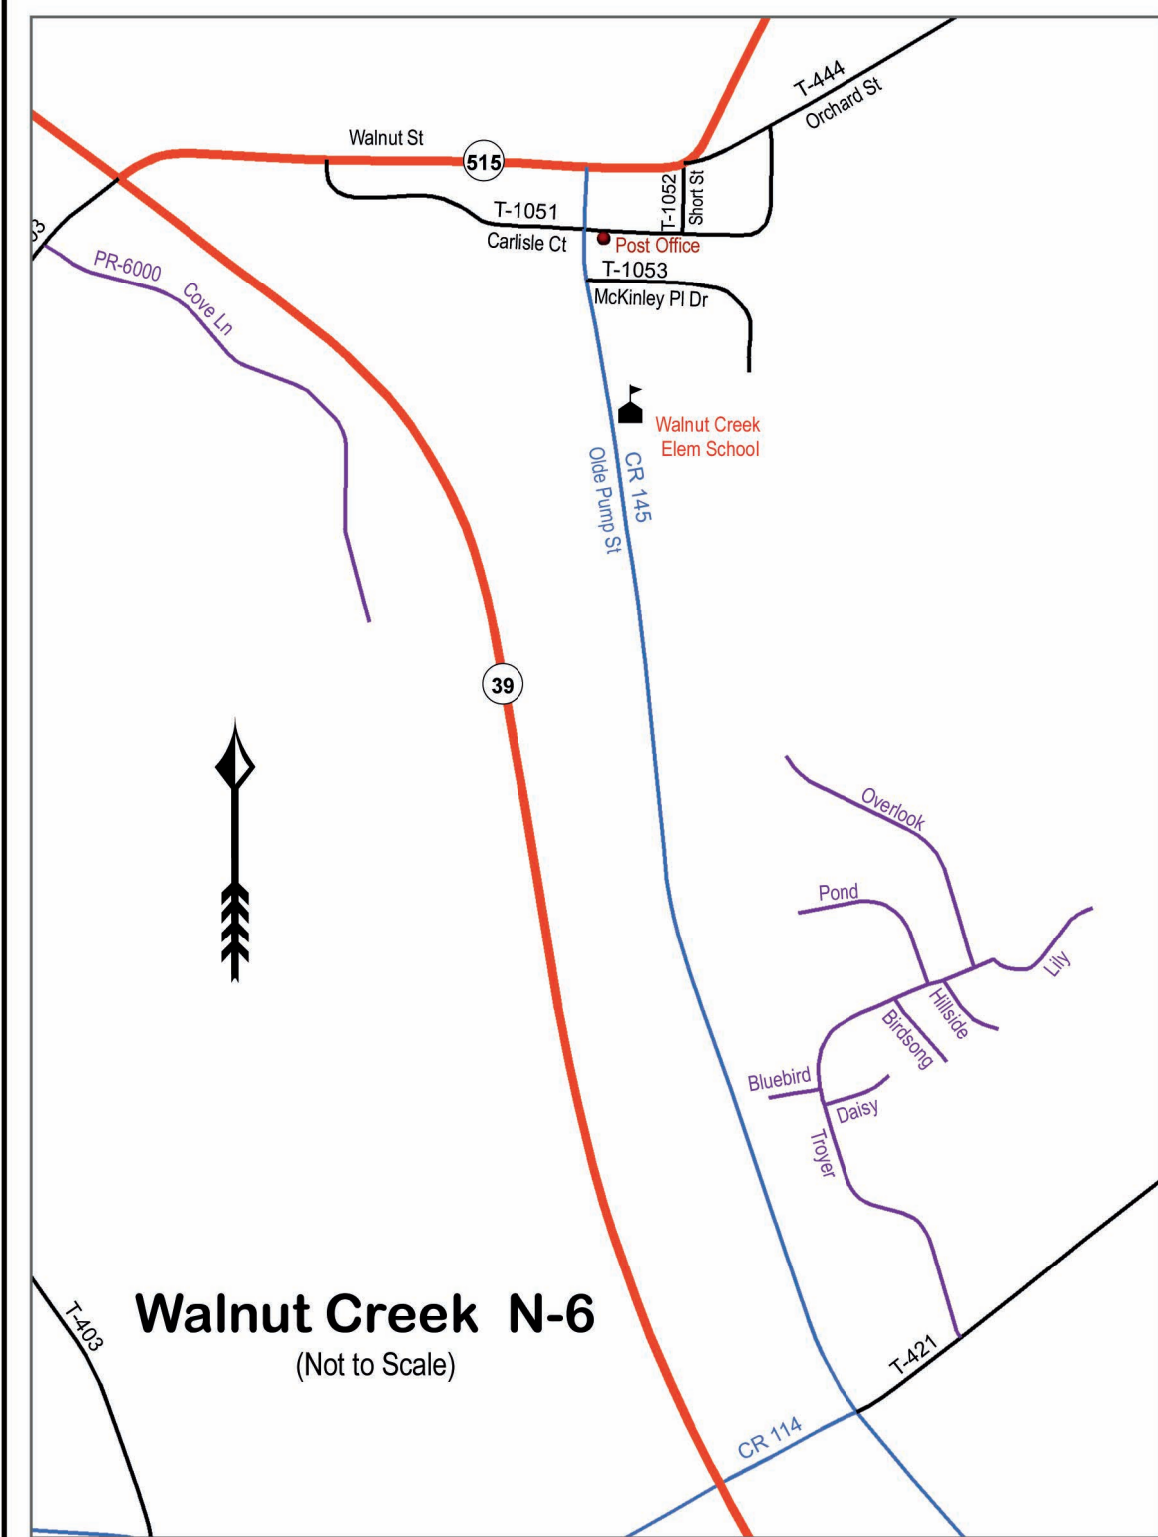 T-444
Orchard St
Walnut St
515
T-1052
Short St
T-1051
Carlisle Ct
Post Office
PR-6000
Cove Ln
T-1053
McKinley Pl Dr
Walnut Creek
Elem School
CR 145
Olde Pump St
39
Overlook
Pond
Lily
Hillside
Birdsong
Bluebird
Daisy
Troyer
Walnut Creek N-6
(Not to Scale)
T-403
T-421
CR 114